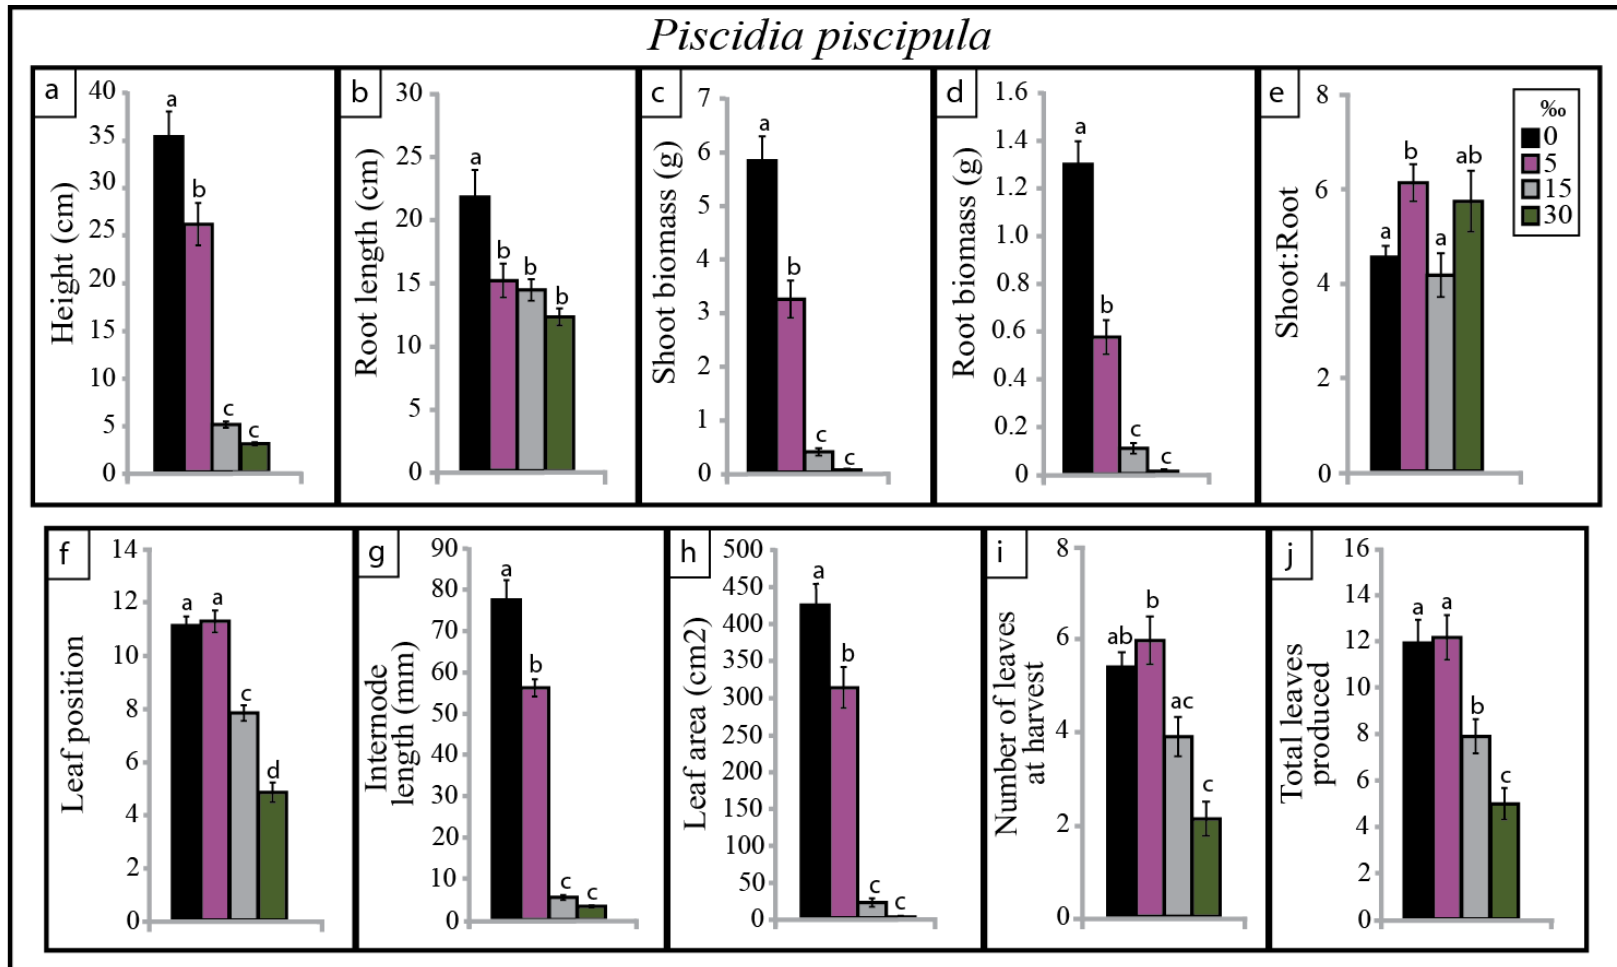 Piscidia piscipula
a
Height (cm)
40
35
30
25
20
15
10
5
0
a
b
c
c
b
Root length (cm)
30
25
20
15
10
5
0
a
b
b
b
c
Shoot biomass (g)
7
6
5
4
3
2
1
0
a
b
c
c
d
Root biomass (g)
1.6
1.4
1.2
1.0
0.8
0.6
0.4
0.2
0
a
b
c
c
e
Shoot:Root
8
6
4
2
0
a
b
a
ab
‰
0
5
15
30
f
Leaf position
14
12
10
8
6
4
2
0
a
a
c
d
g
Internode
length (mm)
90
80
70
60
50
40
30
20
10
0
a
b
c
c
h
Leaf area (cm2)
500
450
400
350
300
250
200
150
100
50
0
a
b
c
c
i
Number of leaves
at harvest
8
6
4
2
0
ab
b
ac
c
j
Total leaves
produced
16
14
12
10
8
6
4
2
0
a
a
b
c